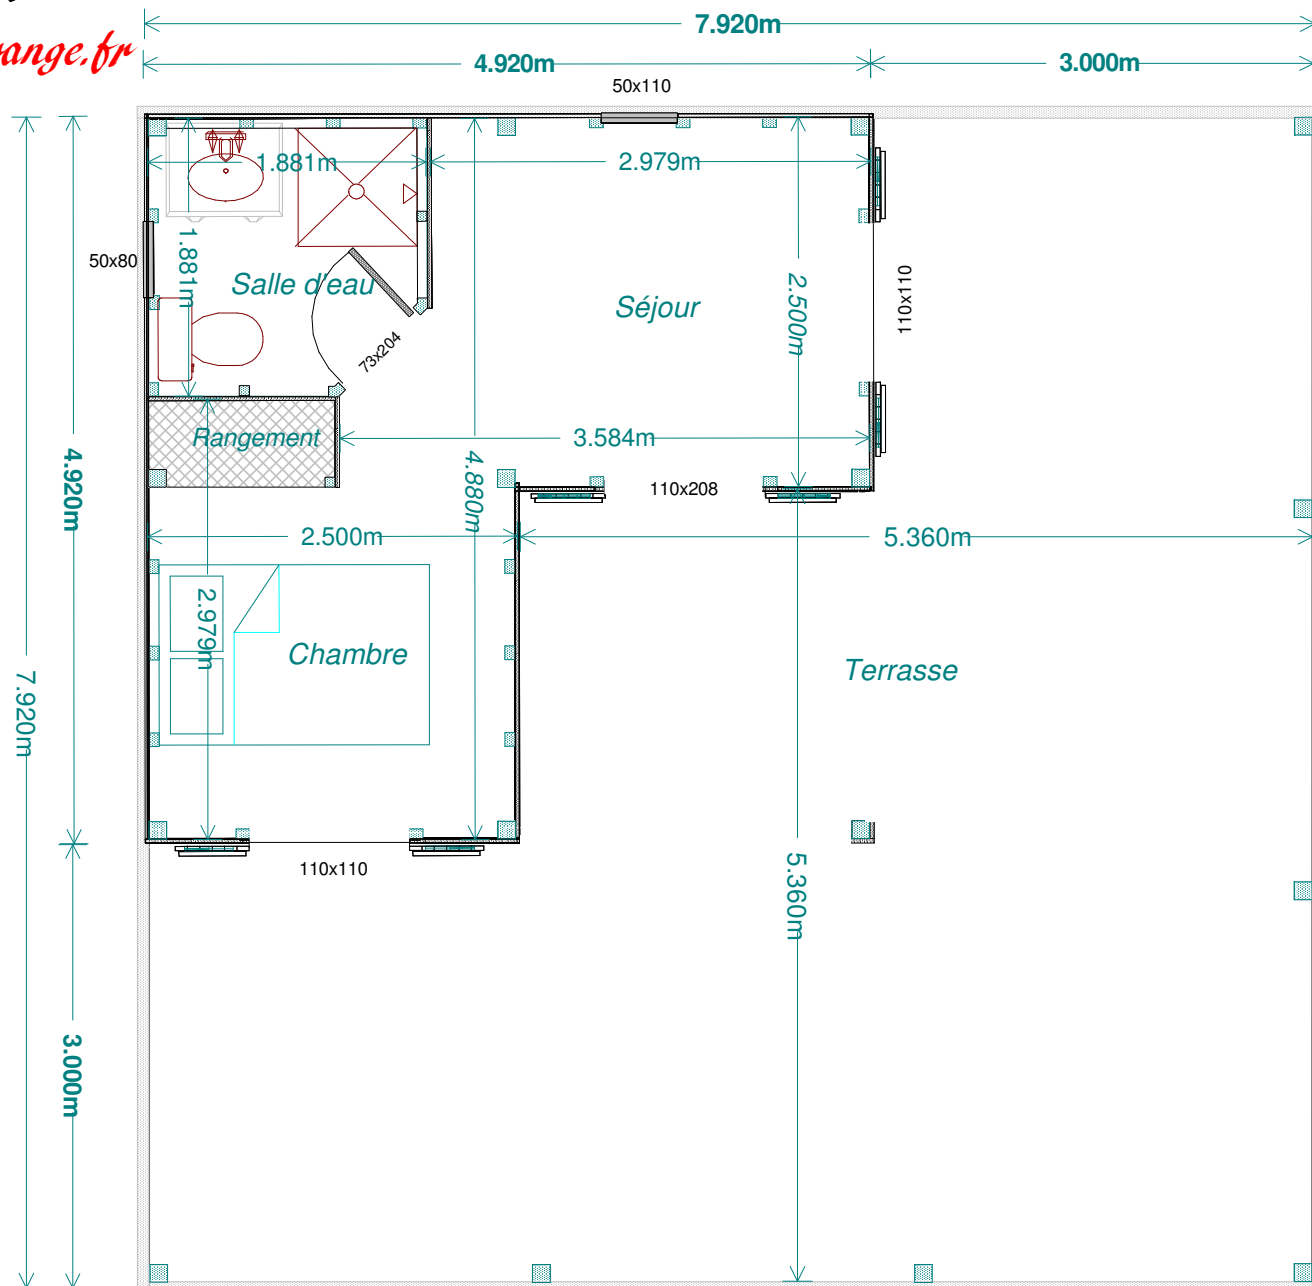 7.920m
ange.fr
4.920m
3.000m
50x110
1.881m
2.979m
50x80
1.881m
Salle d'eau
Séjour
2.500m
110x110
73x204
Rangement
3.584m
4.920m
4.880m
110x208
2.500m
5.360m
2.979m
Chambre
Terrasse
7.920m
110x110
5.360m
3.000m